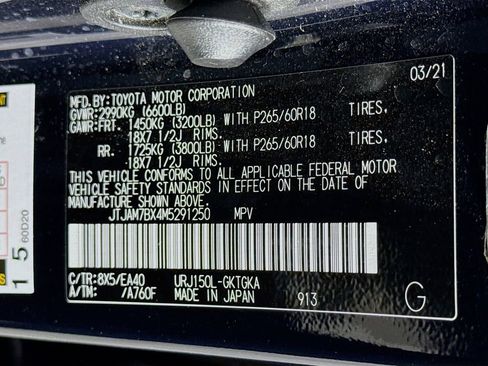 03/21
MFD.BY:TOYOTA MOTOR CORPORATION
GVWR:2990KG (6600LB)
GAWR:FRT. 1450KG (3200LB) WITH P265/60R18 TIRES,
18X7 1/2J RIMS.
RR. 1725KG (3800LB) WITH P265/60R18 TIRES,
18X7 1/2J RIMS.
THIS VEHICLE CONFORMS TO ALL APPLICABLE FEDERAL MOTOR
VEHICLE SAFETY STANDARDS IN EFFECT ON THE DATE OF
MANUFACTURE SHOWN ABOVE.
JTJAM7BX4M5291250 MPV
C/TR:8X5/EA40 URJ150L-GKTGKA
A/TM: /A760F MADE IN JAPAN 913 G
1 5 60D20